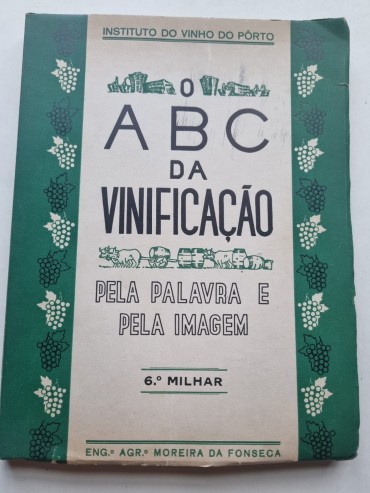 INSTITUTO DO VINHO DO PÔRTO
O
ABC
DA
VINIFICAÇÃO
PELA PALAVRA E
PELA IMAGEM
6.º MILHAR
ENG.º AGR.º MOREIRA DA FONSECA